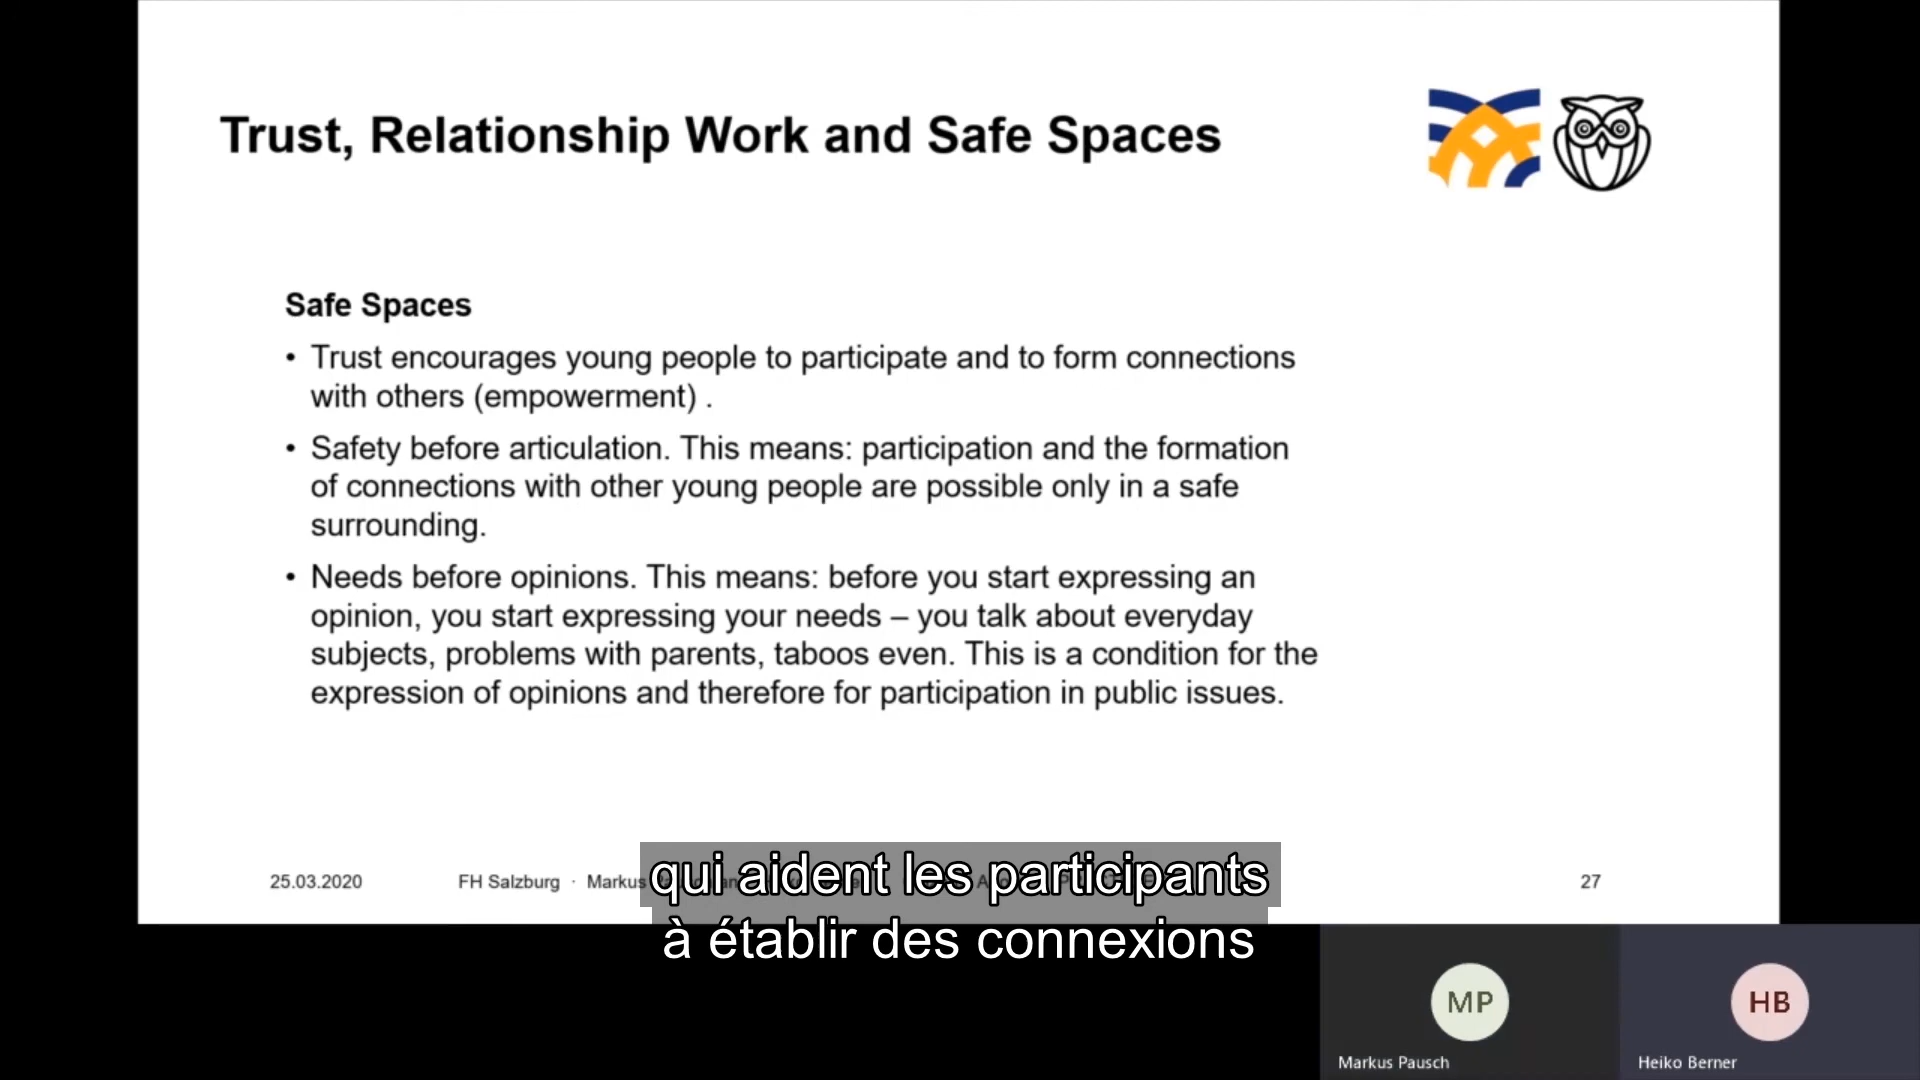 Trust, Relationship Work and Safe Spaces
Safe Spaces
• Trust encourages young people to participate and to form connections
with others (empowerment) .
• Safety before articulation. This means: participation and the formation
of connections with other young people are possible only in a safe
surrounding.
• Needs before opinions. This means: before you start expressing an
opinion, you start expressing your needs – you talk about everyday
subjects, problems with parents, taboos even. This is a condition for the
expression of opinions and therefore for participation in public issues.
25.03.2020
FH Salzburg · Markus
27
qui aident les participants
à établir des connexions
MP
Markus Pausch
HB
Heiko Berner